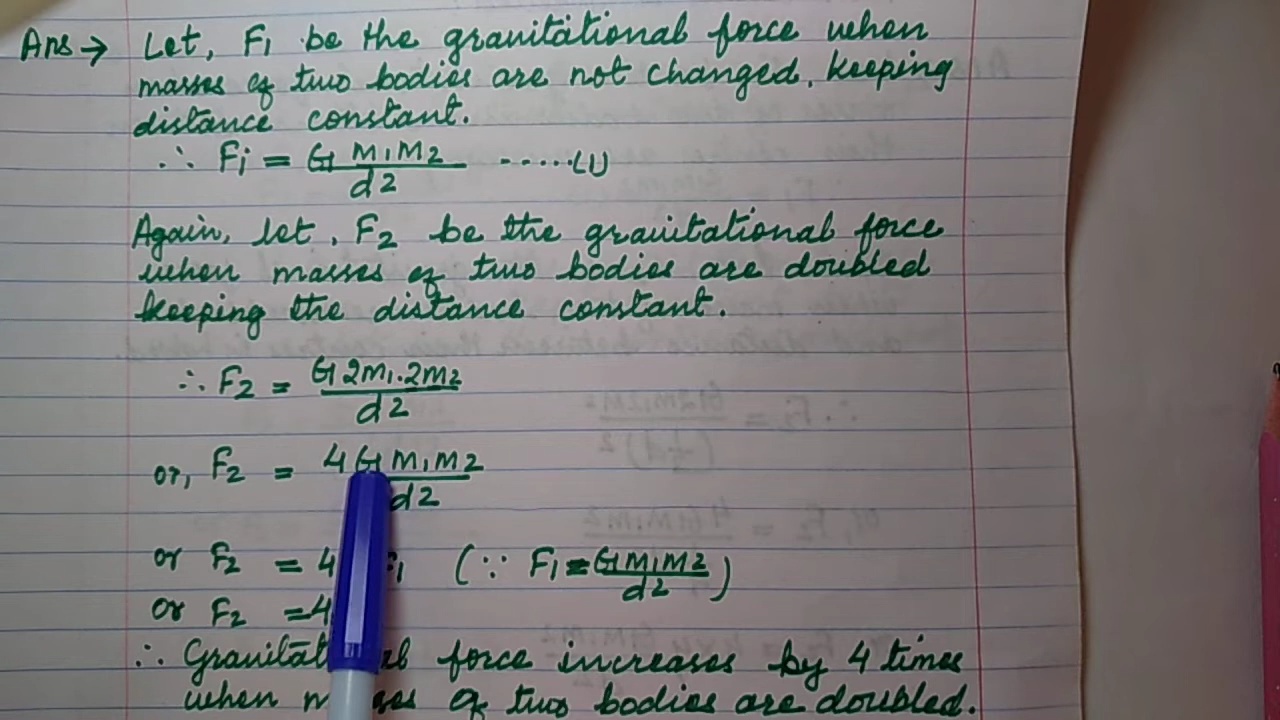 Ans → Let, F1 be the gravitational force when
masses of two bodies are not changed, keeping
distance constant.
∴ F1 = G m1m2 / d2 ......(1)
Again, let, F2 be the gravitational force
when masses of two bodies are doubled
keeping the distance constant.
∴ F2 = G 2m1.2m2 / d2
or, F2 = 4 G m1m2 / d2
or F2 = 4 F1 (∵ F1 = G m1m2 / d2)
or F2 = 4
∴ force increases by 4 times
when of two bodies are doubled.